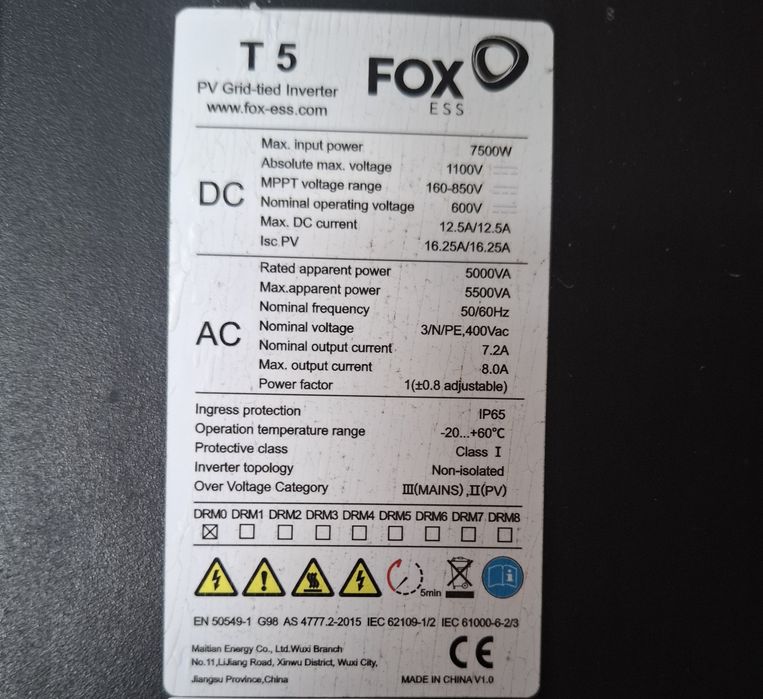 T 5
PV Grid-tied Inverter
www.fox-ess.com
FOX
ESS
DC
Max. input power 7500W
Absolute max. voltage 1100V
MPPT voltage range 160-850V
Nominal operating voltage 600V
Max. DC current 12.5A/12.5A
Isc PV 16.25A/16.25A
AC
Rated apparent power 5000VA
Max.apparent power 5500VA
Nominal frequency 50/60Hz
Nominal voltage 3/N/PE,400Vac
Nominal output current 7.2A
Max. output current 8.0A
Power factor 1(±0.8 adjustable)
Ingress protection IP65
Operation temperature range -20...+60℃
Protective class Class Ⅰ
Inverter topology Non-isolated
Over Voltage Category Ⅲ(MAINS),Ⅱ(PV)
DRM0 DRM1 DRM2 DRM3 DRM4 DRM5 DRM6 DRM7 DRM8
5min
EN 50549-1 G98 AS 4777.2-2015 IEC 62109-1/2 IEC 61000-6-2/3
Maitian Energy Co., Ltd.Wuxi Branch
No.11,LiJiang Road, Xinwu District, Wuxi City,
Jiangsu Province,China
CE
MADE IN CHINA V1.0